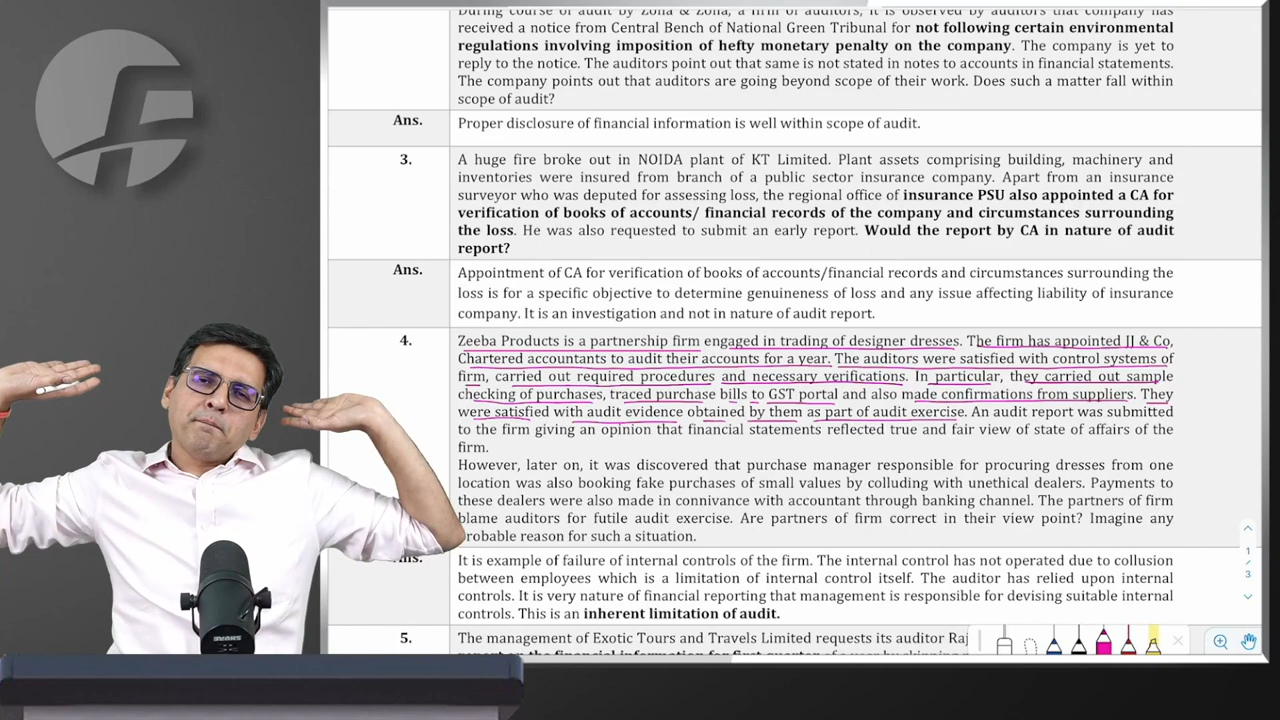 During course of audit by Zoha & Zoha, a firm of auditors, it is observed by auditors that company has
received a notice from Central Bench of National Green Tribunal for not following certain environmental
regulations involving imposition of hefty monetary penalty on the company. The company is yet to
reply to the notice. The auditors point out that same is not stated in notes to accounts in financial statements.
The company points out that auditors are going beyond scope of their work. Does such a matter fall within
scope of audit?
Ans. Proper disclosure of financial information is well within scope of audit.
3. A huge fire broke out in NOIDA plant of KT Limited. Plant assets comprising building, machinery and
inventories were insured from branch of a public sector insurance company. Apart from an insurance
surveyor who was deputed for assessing loss, the regional office of insurance PSU also appointed a CA for
verification of books of accounts/ financial records of the company and circumstances surrounding
the loss. He was also requested to submit an early report. Would the report by CA in nature of audit
report?
Ans. Appointment of CA for verification of books of accounts/financial records and circumstances surrounding the
loss is for a specific objective to determine genuineness of loss and any issue affecting liability of insurance
company. It is an investigation and not in nature of audit report.
4. Zeeba Products is a partnership firm engaged in trading of designer dresses. The firm has appointed JJ & Co,
Chartered accountants to audit their accounts for a year. The auditors were satisfied with control systems of
firm, carried out required procedures and necessary verifications. In particular, they carried out sample
checking of purchases, traced purchase bills to GST portal and also made confirmations from suppliers. They
were satisfied with audit evidence obtained by them as part of audit exercise. An audit report was submitted
to the firm giving an opinion that financial statements reflected true and fair view of state of affairs of the
firm.
However, later on, it was discovered that purchase manager responsible for procuring dresses from one
location was also booking fake purchases of small values by colluding with unethical dealers. Payments to
these dealers were also made in connivance with accountant through banking channel. The partners of firm
blame auditors for futile audit exercise. Are partners of firm correct in their view point? Imagine any
probable reason for such a situation.
It is example of failure of internal controls of the firm. The internal control has not operated due to collusion
between employees which is a limitation of internal control itself. The auditor has relied upon internal
controls. It is very nature of financial reporting that management is responsible for devising suitable internal
controls. This is an inherent limitation of audit.
5. The management of Exotic Tours and Travels Limited requests its auditor
1
/
3
SHURE